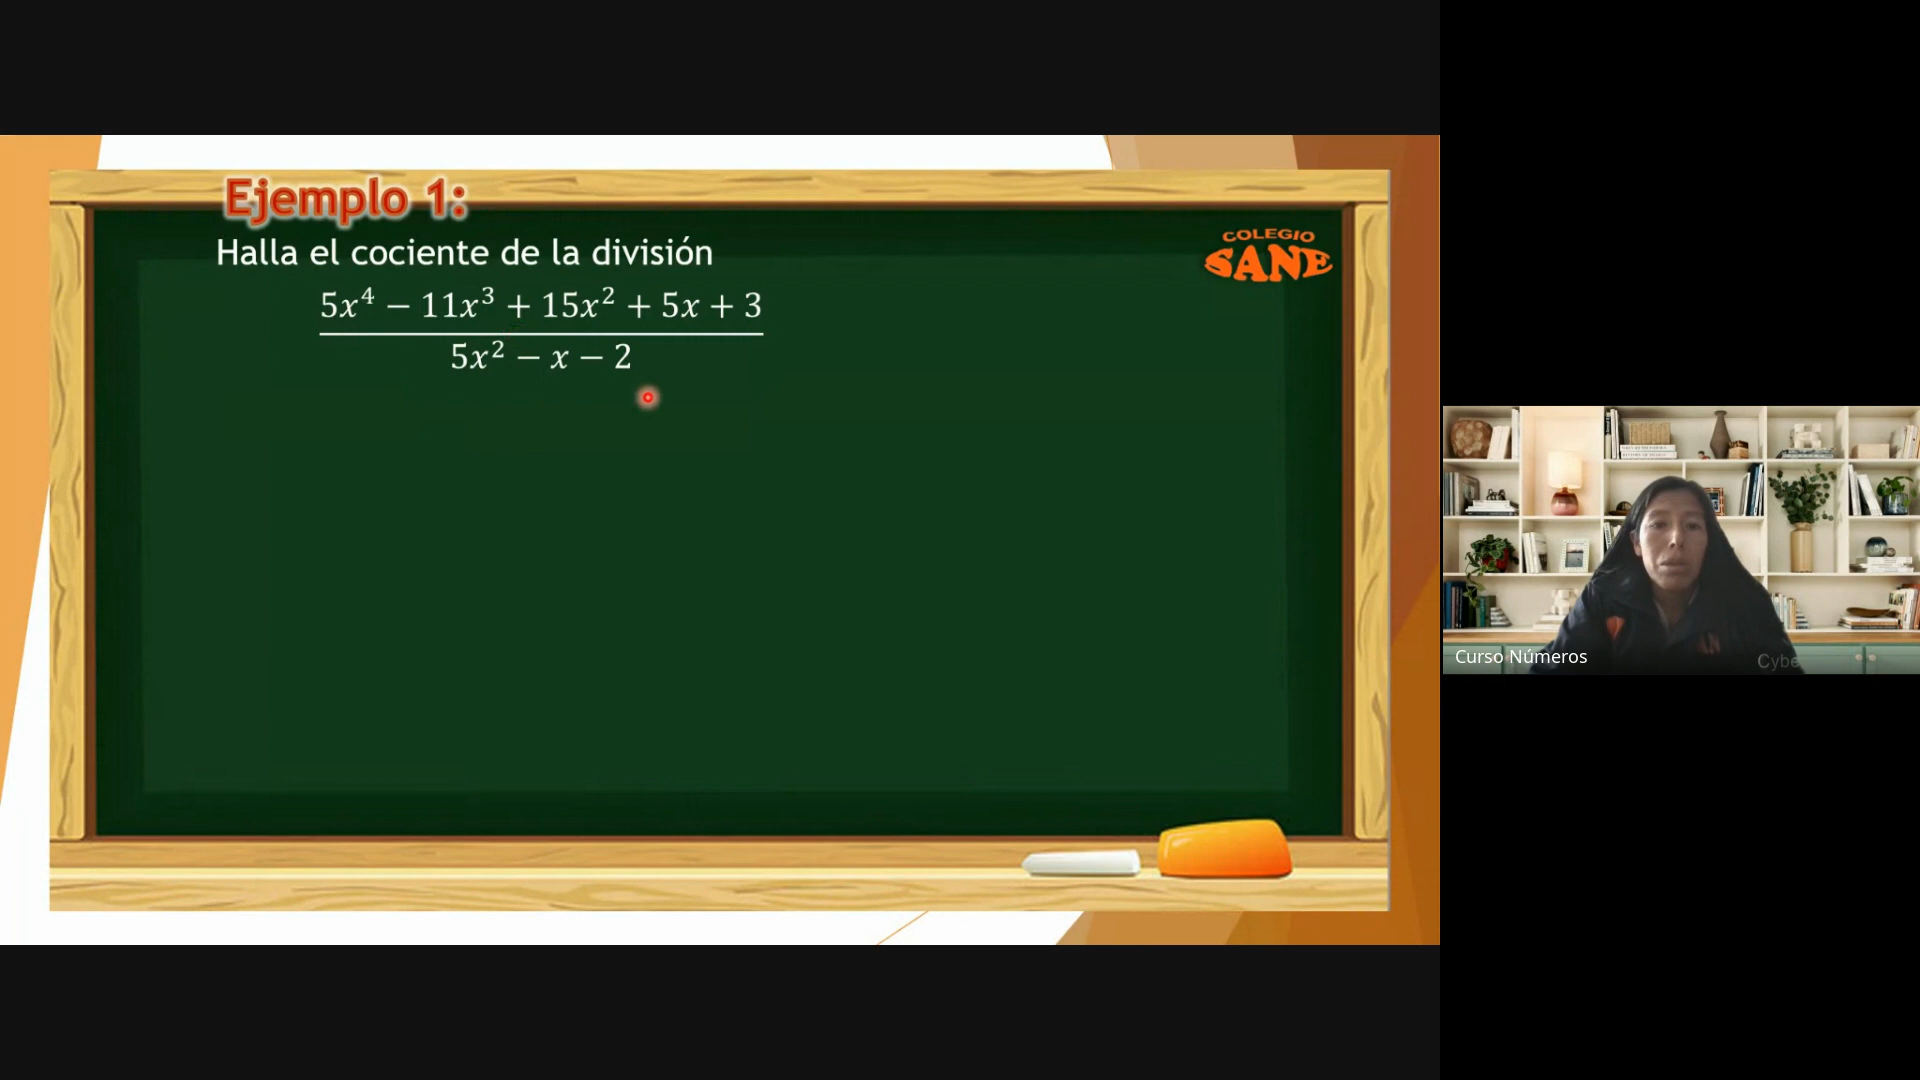 Ejemplo 1:
Halla el cociente de la división
5x⁴ − 11x³ + 15x² + 5x + 3
5x² − x − 2
COLEGIO
SANE
Curso Números
Cybe